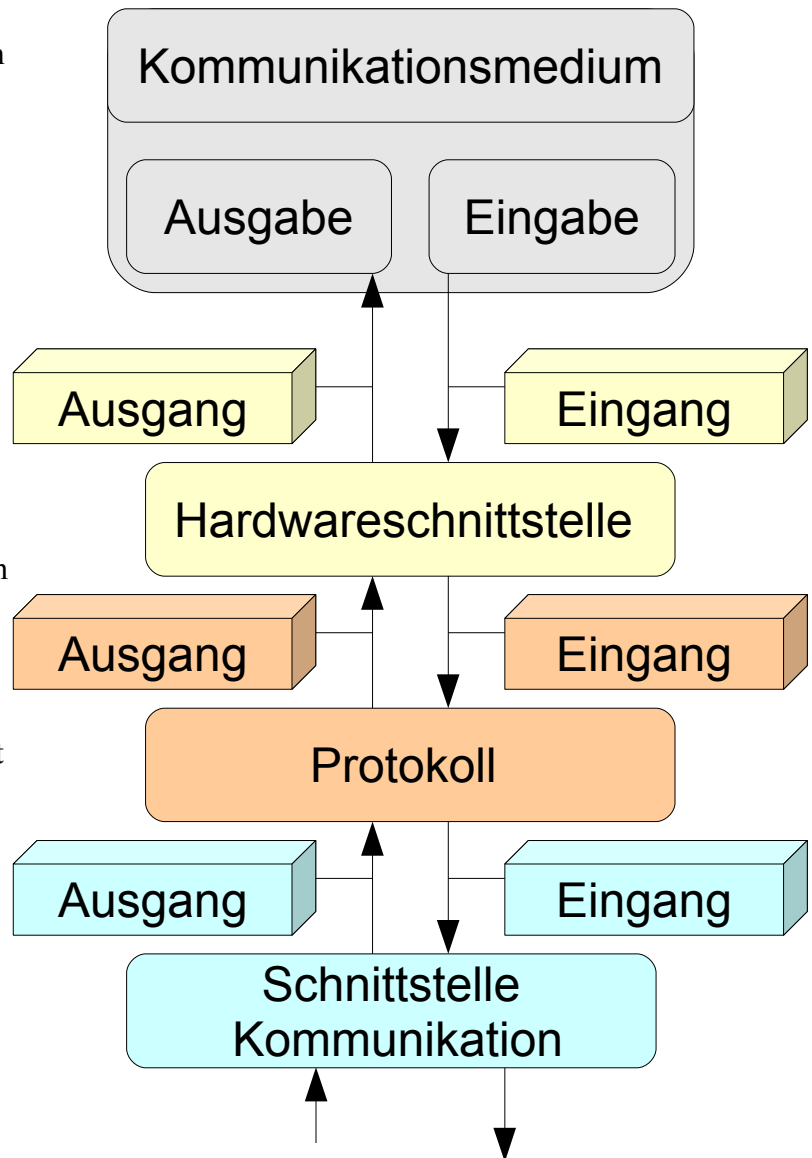 n
Kommunikationsmedium
Ausgabe Eingabe
Ausgang Eingang
Hardwareschnittstelle
n
Ausgang Eingang
t
Protokoll
Ausgang Eingang
Schnittstelle
Kommunikation